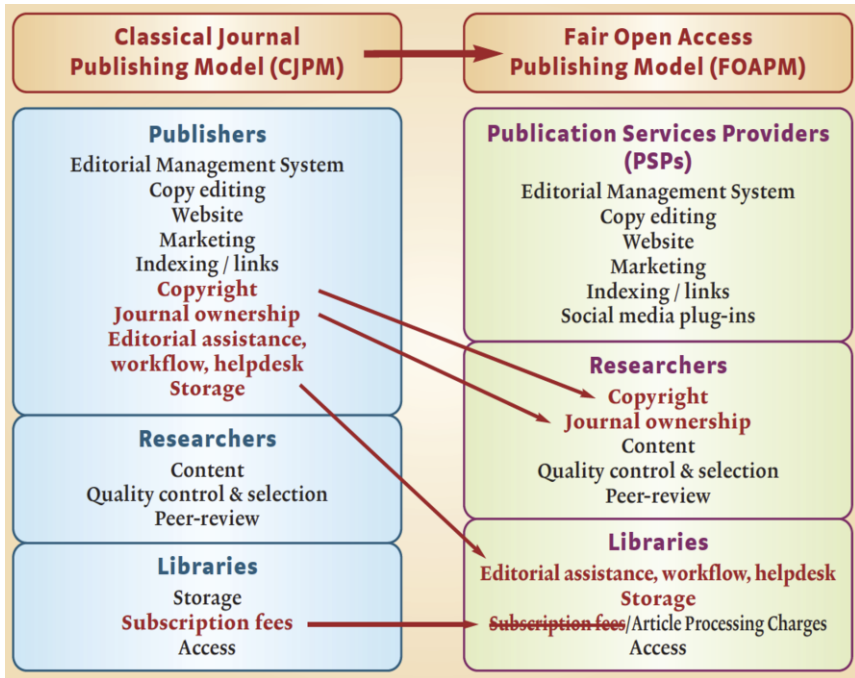 Classical Journal
Publishing Model (CJPM)
Fair Open Access
Publishing Model (FOAPM)
Publishers
Editorial Management System
Copy editing
Website
Marketing
Indexing / links
Copyright
Journal ownership
Editorial assistance,
workflow, helpdesk
Storage
Researchers
Content
Quality control & selection
Peer-review
Libraries
Storage
Subscription fees
Access
Publication Services Providers
(PSPs)
Editorial Management System
Copy editing
Website
Marketing
Indexing / links
Social media plug-ins
Researchers
Copyright
Journal ownership
Content
Quality control & selection
Peer-review
Libraries
Editorial assistance, workflow, helpdesk
Storage
Subscription fees/Article Processing Charges
Access